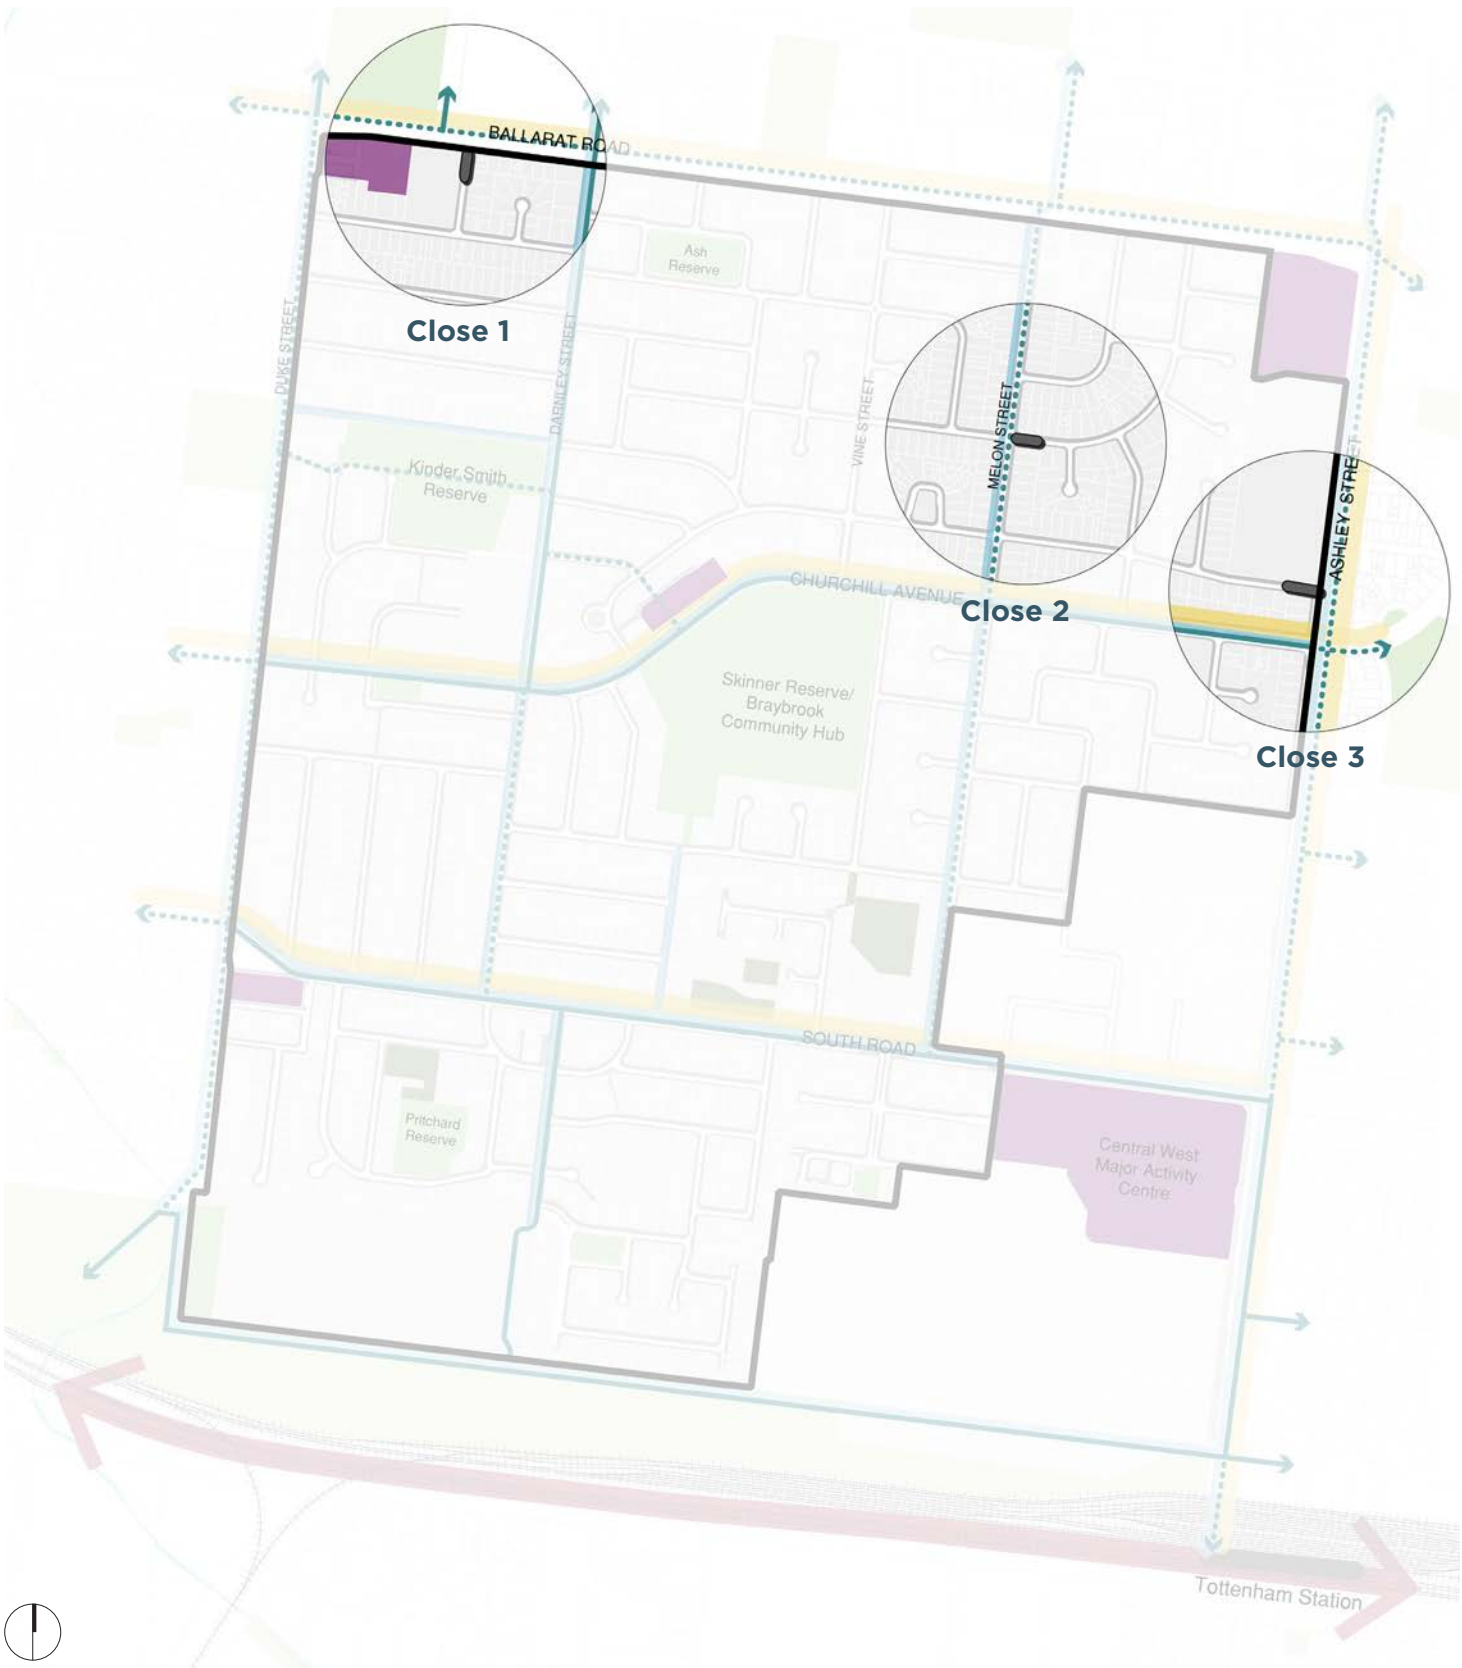 BALLARAT ROAD
Ash
Reserve
Close 1
DUKE STREET
DARNLEY STREET
VINE STREET
MELON STREET
ASHLEY STREET
Kinder Smith
Reserve
CHURCHILL AVENUE
Close 2
Skinner Reserve/
Braybrook
Community Hub
Close 3
SOUTH ROAD
Pritchard
Reserve
Central West
Major Activity
Centre
Tottenham Station